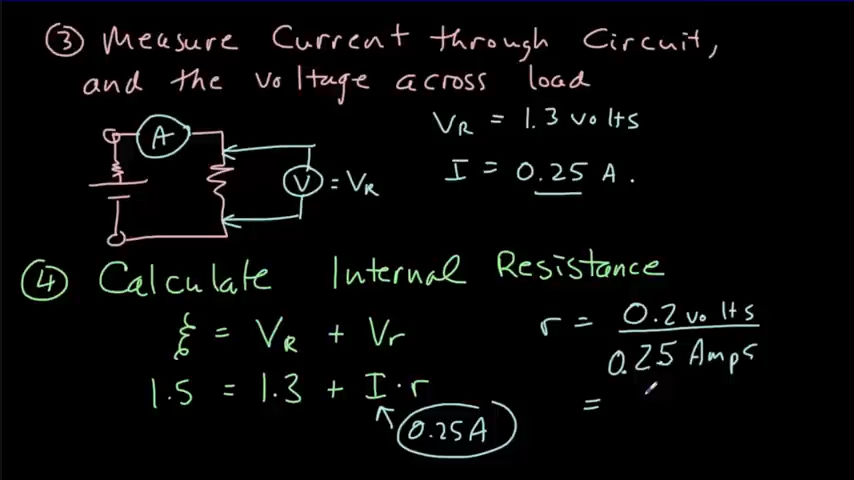 ③ Measure Current through Circuit,
and the voltage across load
A
V = VR
VR = 1.3 volts
I = 0.25 A.
④ Calculate Internal Resistance
ξ = VR + Vr
1.5 = 1.3 + I · r
0.25A
r = 0.2 volts
0.25 Amps
=